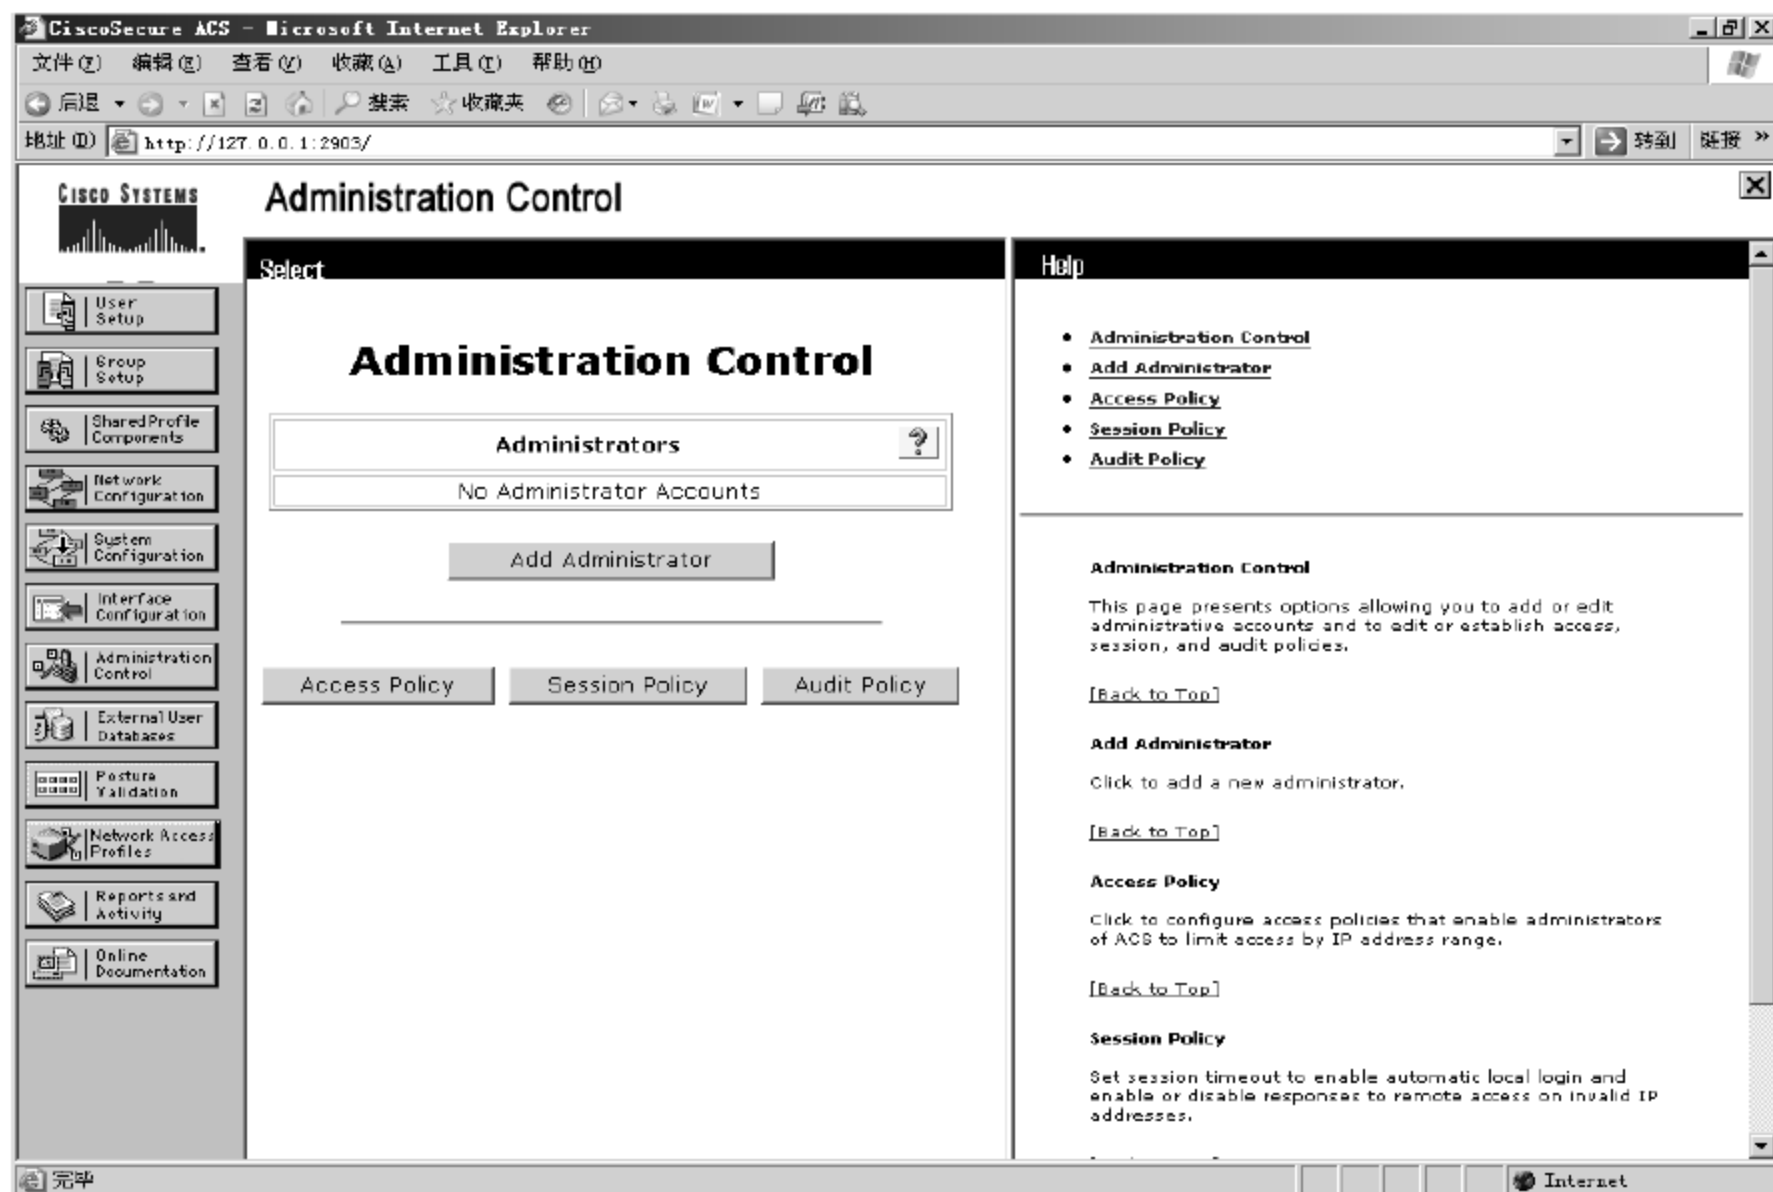 CiscoSecure ACS - Microsoft Internet Explorer
文件(F) 编辑(E) 查看(V) 收藏(A) 工具(T) 帮助(H)
后退 搜索 收藏夹
地址(D) http://127.0.0.1:2903/ 转到 链接 »
CISCO SYSTEMS
Administration Control
Select
User
Setup
Group
Setup
Shared Profile
Components
Network
Configuration
System
Configuration
Interface
Configuration
Administration
Control
External User
Databases
Posture
Validation
Network Access
Profiles
Reports and
Activity
Online
Documentation
Administration Control
Administrators ?
No Administrator Accounts
Add Administrator
Access Policy Session Policy Audit Policy
Help
• Administration Control
• Add Administrator
• Access Policy
• Session Policy
• Audit Policy
Administration Control
This page presents options allowing you to add or edit
administrative accounts and to edit or establish access,
session, and audit policies.
[Back to Top]
Add Administrator
Click to add a new administrator.
[Back to Top]
Access Policy
Click to configure access policies that enable administrators
of ACS to limit access by IP address range.
[Back to Top]
Session Policy
Set session timeout to enable automatic local login and
enable or disable responses to remote access on invalid IP
addresses.
完毕 Internet